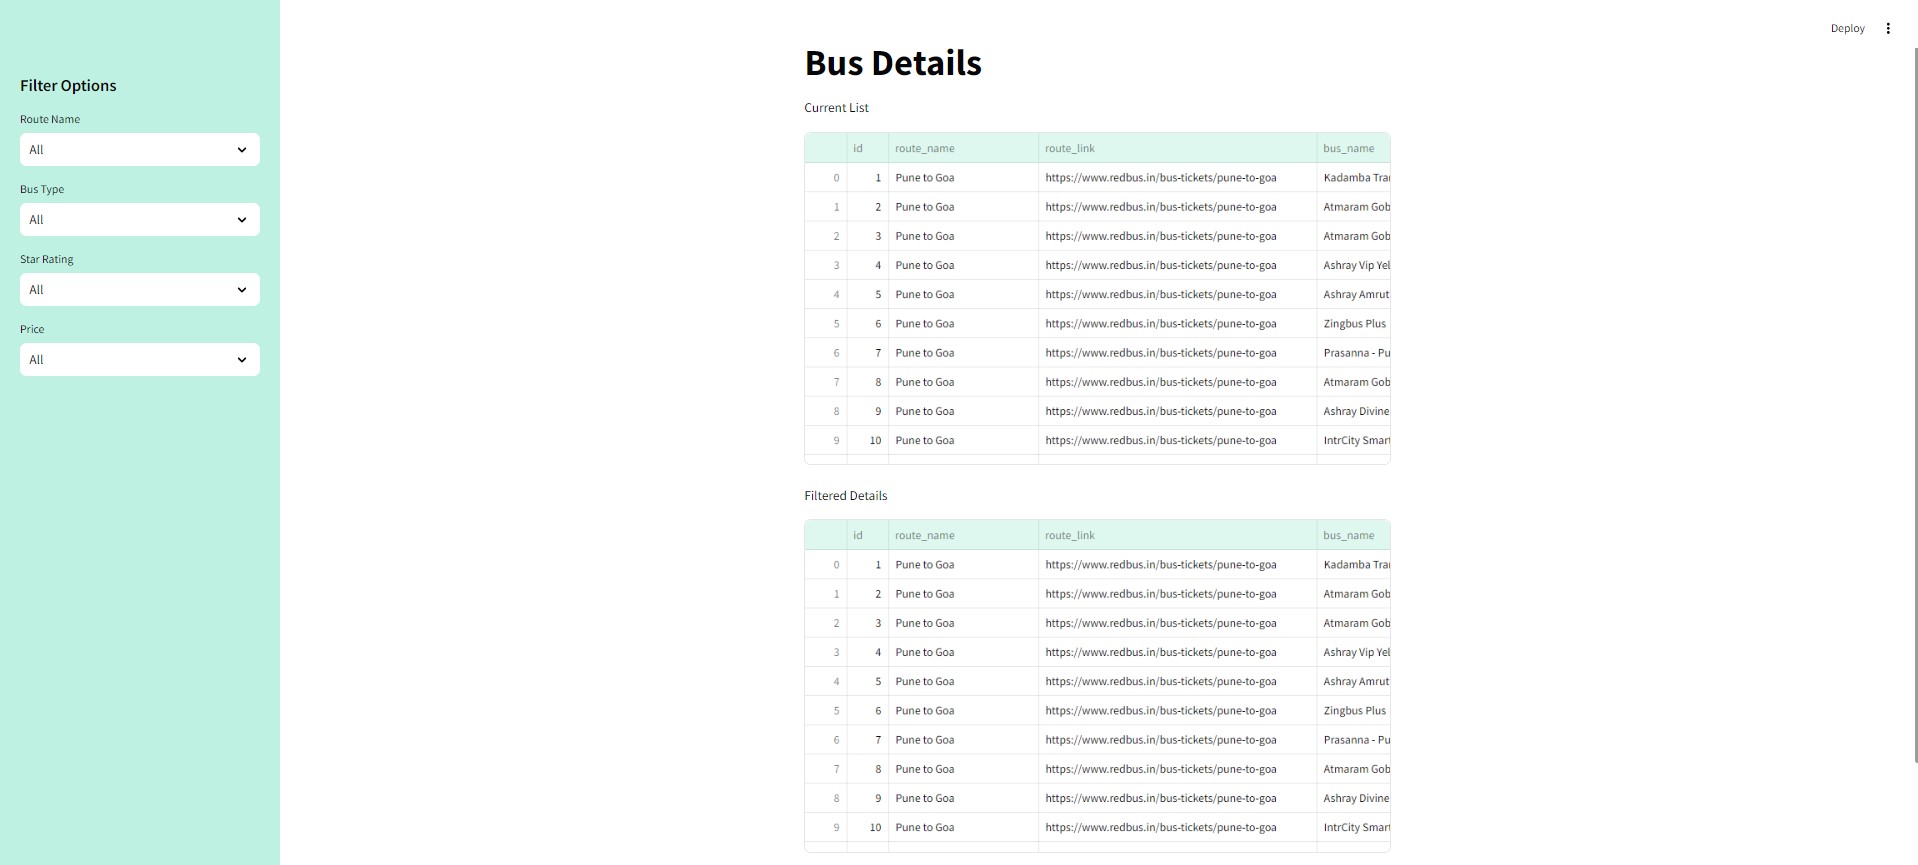 Deploy
Filter Options
Route Name
All
Bus Type
All
Star Rating
All
Price
All
Bus Details
Current List
id route_name route_link bus_name
0 1 Pune to Goa https://www.redbus.in/bus-tickets/pune-to-goa Kadamba Tra
1 2 Pune to Goa https://www.redbus.in/bus-tickets/pune-to-goa Atmaram Gob
2 3 Pune to Goa https://www.redbus.in/bus-tickets/pune-to-goa Atmaram Gob
3 4 Pune to Goa https://www.redbus.in/bus-tickets/pune-to-goa Ashray Vip Yel
4 5 Pune to Goa https://www.redbus.in/bus-tickets/pune-to-goa Ashray Amrut
5 6 Pune to Goa https://www.redbus.in/bus-tickets/pune-to-goa Zingbus Plus
6 7 Pune to Goa https://www.redbus.in/bus-tickets/pune-to-goa Prasanna - Pu
7 8 Pune to Goa https://www.redbus.in/bus-tickets/pune-to-goa Atmaram Gob
8 9 Pune to Goa https://www.redbus.in/bus-tickets/pune-to-goa Ashray Divine
9 10 Pune to Goa https://www.redbus.in/bus-tickets/pune-to-goa IntrCity Smart
Filtered Details
id route_name route_link bus_name
0 1 Pune to Goa https://www.redbus.in/bus-tickets/pune-to-goa Kadamba Tra
1 2 Pune to Goa https://www.redbus.in/bus-tickets/pune-to-goa Atmaram Gob
2 3 Pune to Goa https://www.redbus.in/bus-tickets/pune-to-goa Atmaram Gob
3 4 Pune to Goa https://www.redbus.in/bus-tickets/pune-to-goa Ashray Vip Yel
4 5 Pune to Goa https://www.redbus.in/bus-tickets/pune-to-goa Ashray Amrut
5 6 Pune to Goa https://www.redbus.in/bus-tickets/pune-to-goa Zingbus Plus
6 7 Pune to Goa https://www.redbus.in/bus-tickets/pune-to-goa Prasanna - Pu
7 8 Pune to Goa https://www.redbus.in/bus-tickets/pune-to-goa Atmaram Gob
8 9 Pune to Goa https://www.redbus.in/bus-tickets/pune-to-goa Ashray Divine
9 10 Pune to Goa https://www.redbus.in/bus-tickets/pune-to-goa IntrCity Smart